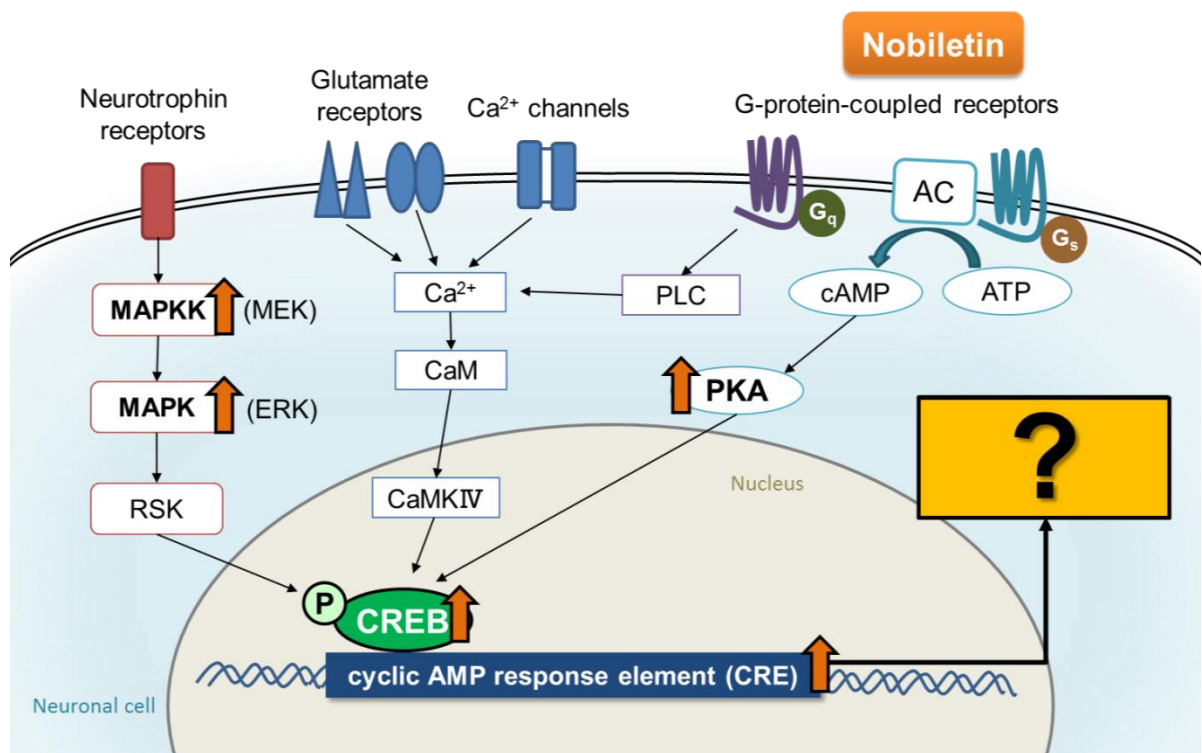 Nobiletin
Neurotrophin
receptors
Glutamate
receptors
Ca²⁺ channels
G-protein-coupled receptors
AC
Gq
Gs
MAPKK
(MEK)
Ca²⁺
PLC
cAMP
ATP
CaM
PKA
MAPK
(ERK)
?
Nucleus
RSK
CaMKⅣ
P
CREB
cyclic AMP response element (CRE)
Neuronal cell